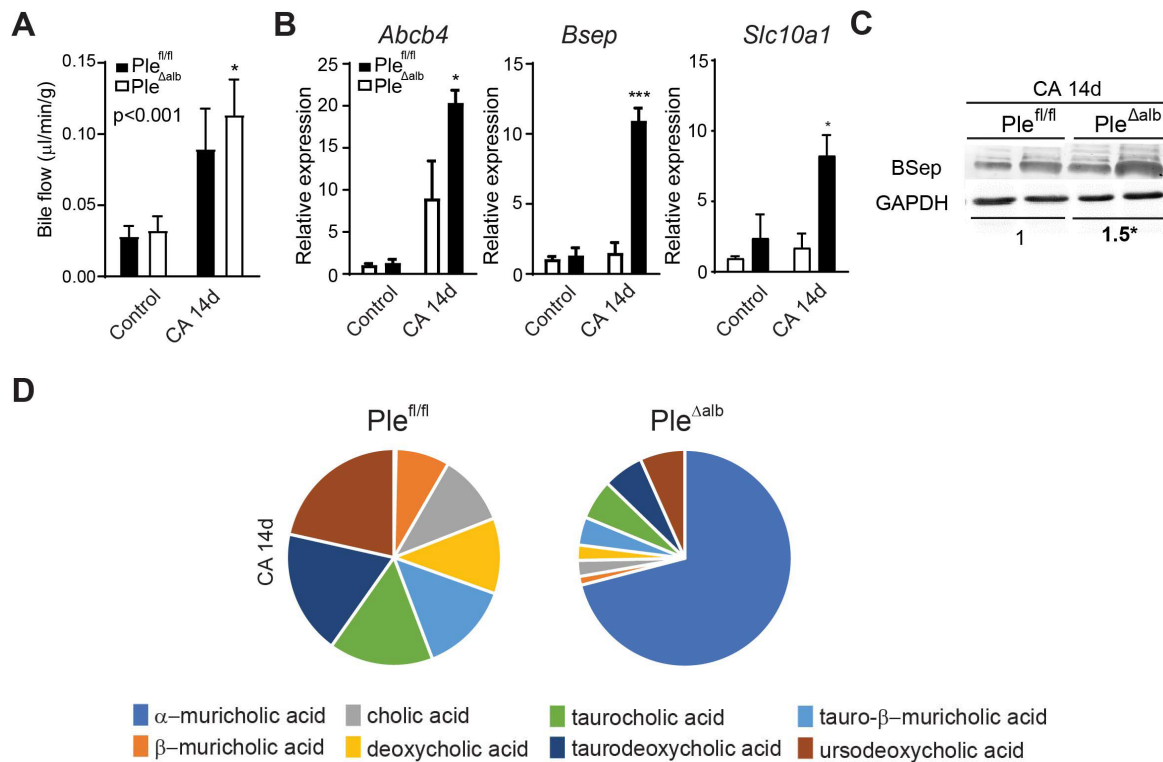 A
Bile flow (μl/min/g)
0.15
0.10
0.05
0.00
Ple^fl/fl
Ple^Δalb
p<0.001
*
Control
CA 14d
B
Abcb4
Relative expression
25
20
15
10
5
0
Ple^fl/fl
Ple^Δalb
*
Control
CA 14d
Bsep
Relative expression
15
10
5
0
***
Control
CA 14d
Slc10a1
Relative expression
15
10
5
0
*
Control
CA 14d
C
CA 14d
Ple^fl/fl Ple^Δalb
BSep
GAPDH
1 1.5*
D
Ple^fl/fl Ple^Δalb
CA 14d
α−muricholic acid cholic acid taurocholic acid tauro-β−muricholic acid
β−muricholic acid deoxycholic acid taurodeoxycholic acid ursodeoxycholic acid